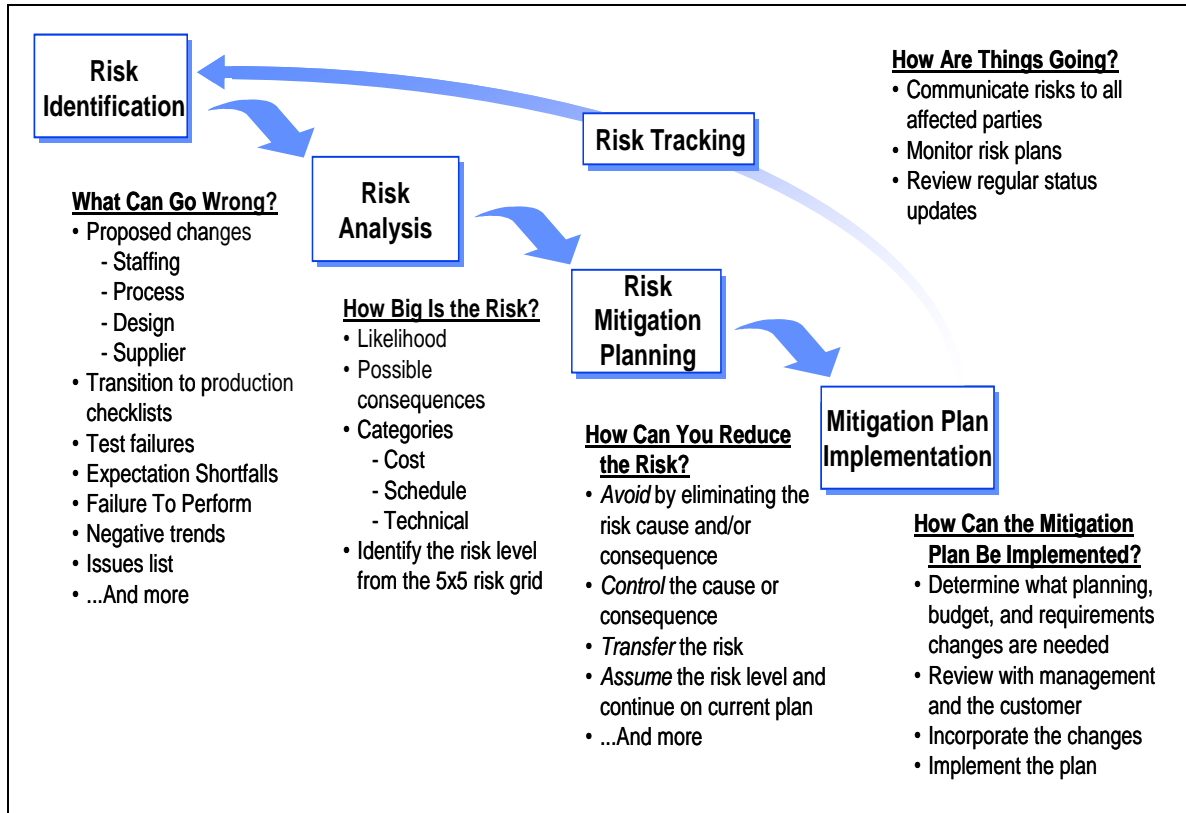 Risk
Identification
What Can Go Wrong?
• Proposed changes
- Staffing
- Process
- Design
- Supplier
• Transition to production
checklists
• Test failures
• Expectation Shortfalls
• Failure To Perform
• Negative trends
• Issues list
• ...And more
Risk
Analysis
How Big Is the Risk?
• Likelihood
• Possible
consequences
• Categories
- Cost
- Schedule
- Technical
• Identify the risk level
from the 5x5 risk grid
Risk
Mitigation
Planning
How Can You Reduce
the Risk?
• Avoid by eliminating the
risk cause and/or
consequence
• Control the cause or
consequence
• Transfer the risk
• Assume the risk level and
continue on current plan
• ...And more
Mitigation Plan
Implementation
How Can the Mitigation
Plan Be Implemented?
• Determine what planning,
budget, and requirements
changes are needed
• Review with management
and the customer
• Incorporate the changes
• Implement the plan
Risk Tracking
How Are Things Going?
• Communicate risks to all
affected parties
• Monitor risk plans
• Review regular status
updates